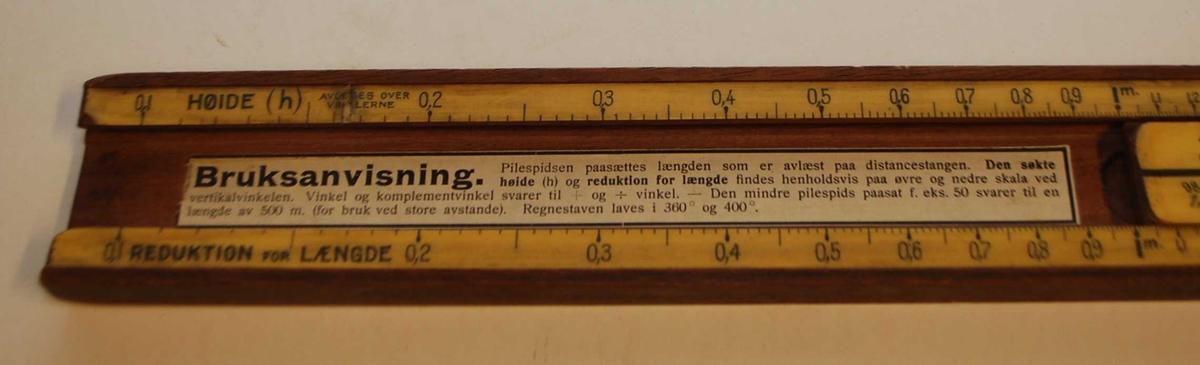 0,1 HØIDE (h) AVLÆSES OVER 0,2 0,3 0,4 0,5 0,6 0,7 0,8 0,9 1m.
VINKLERNE
Bruksanvisning. Pilespidsen paasættes længden som er avlæst paa distancestangen. Den søkte
høide (h) og reduktion for længde findes henholdsvis paa øvre og nedre skala ved
vertikalvinkelen. Vinkel og komplementvinkel svarer til + og ÷ vinkel. — Den mindre pilespids paasat f. eks. 50 svarer til en
længde av 500 m. (for bruk ved store avstande). Regnestaven laves i 360° og 400°.
0,1 REDUKTION FOR LÆNGDE 0,2 0,3 0,4 0,5 0,6 0,7 0,8 0,9 1m.